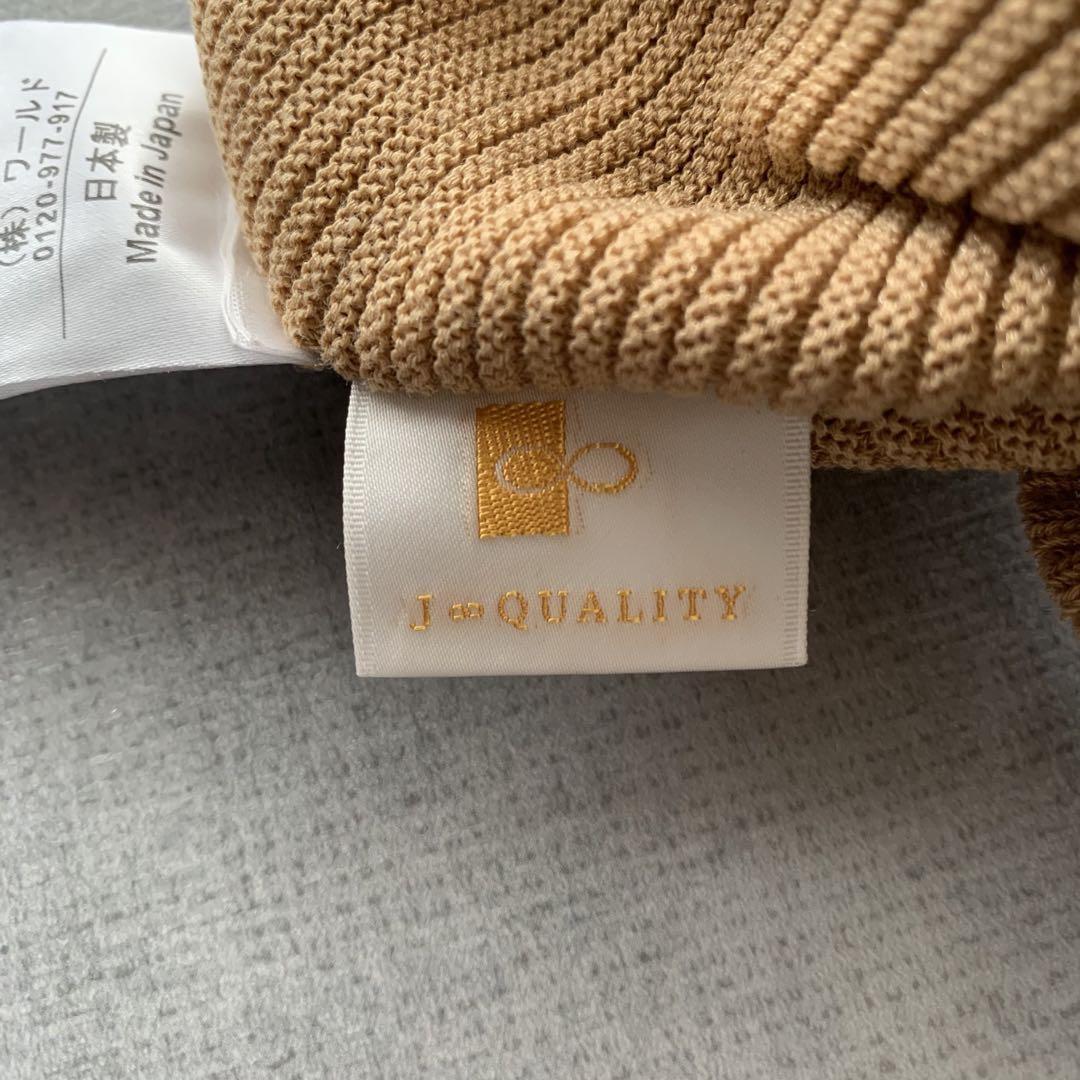 (株) ワールド
0120-977-917
日本製
Made in Japan
J∞QUALITY